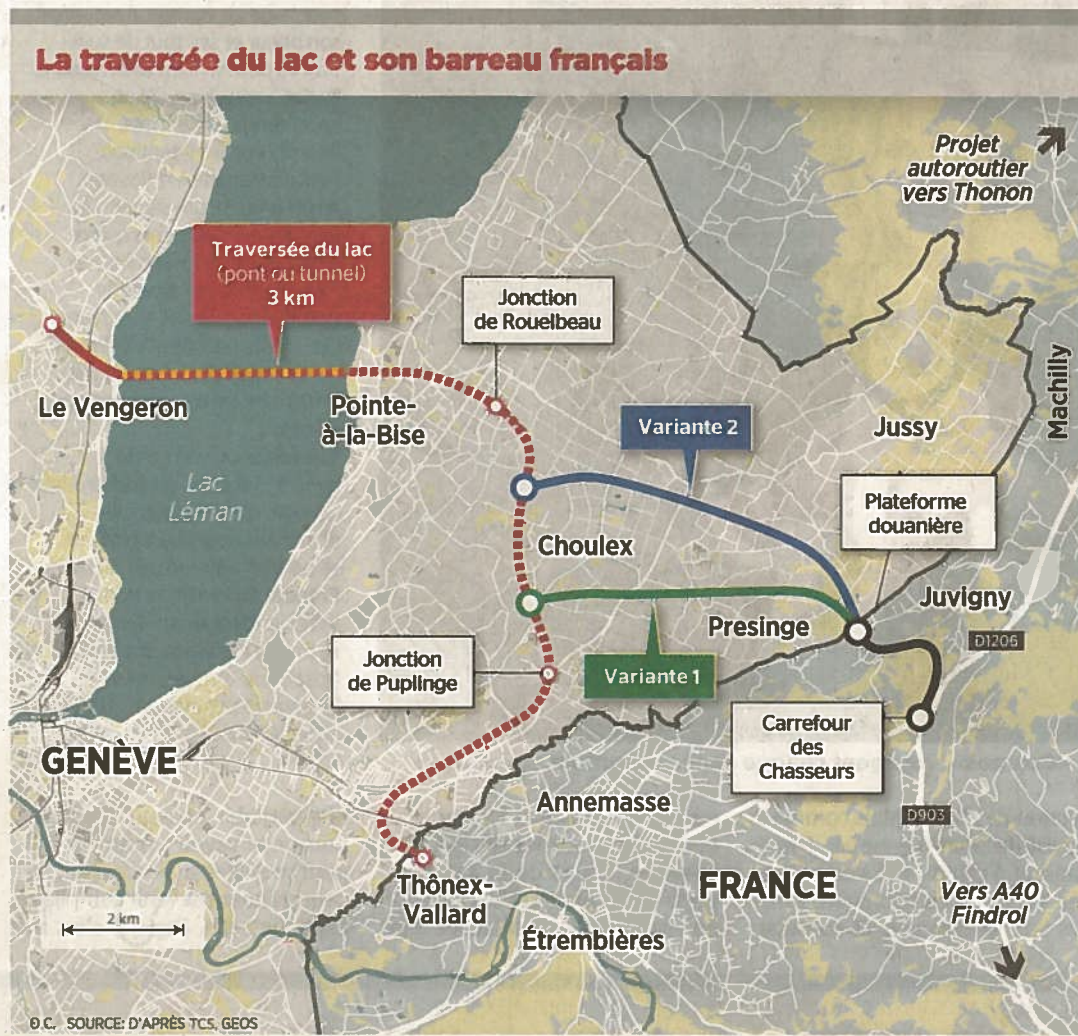 La traversée du lac et son barreau français
Projet
autoroutier
vers Thonon
Traversée du lac
(pont ou tunnel)
3 km
Jonction
de Rouelbeau
Le Vengeron
Pointe-
à-la-Bise
Variante 2
Jussy
Machilly
Lac
Léman
Plateforme
douanière
Choulex
Juvigny
Presinge
D1206
Jonction
de Puplinge
Variante 1
Carrefour
des
Chasseurs
GENÈVE
Annemasse
D903
FRANCE
Thônex-
Vallard
Vers A40
Findrol
2 km
Étrembières
D.C. SOURCE: D'APRÈS TCS, GEOS